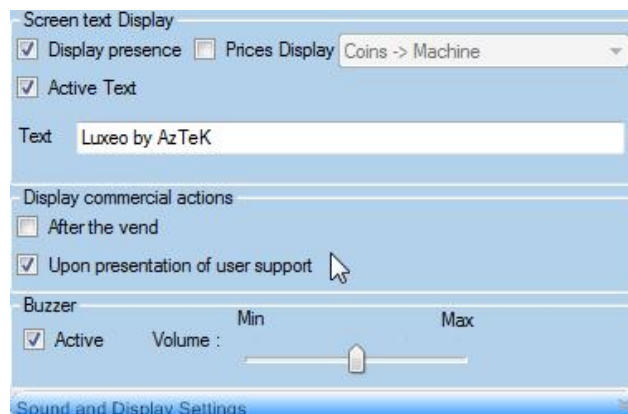 Screen text Display
Display presence Prices Display Coins -> Machine
Active Text
Text Luxeo by AzTeK
Display commercial actions
After the vend
Upon presentation of user support
Buzzer
Min Max
Active Volume :
Sound and Display Settings